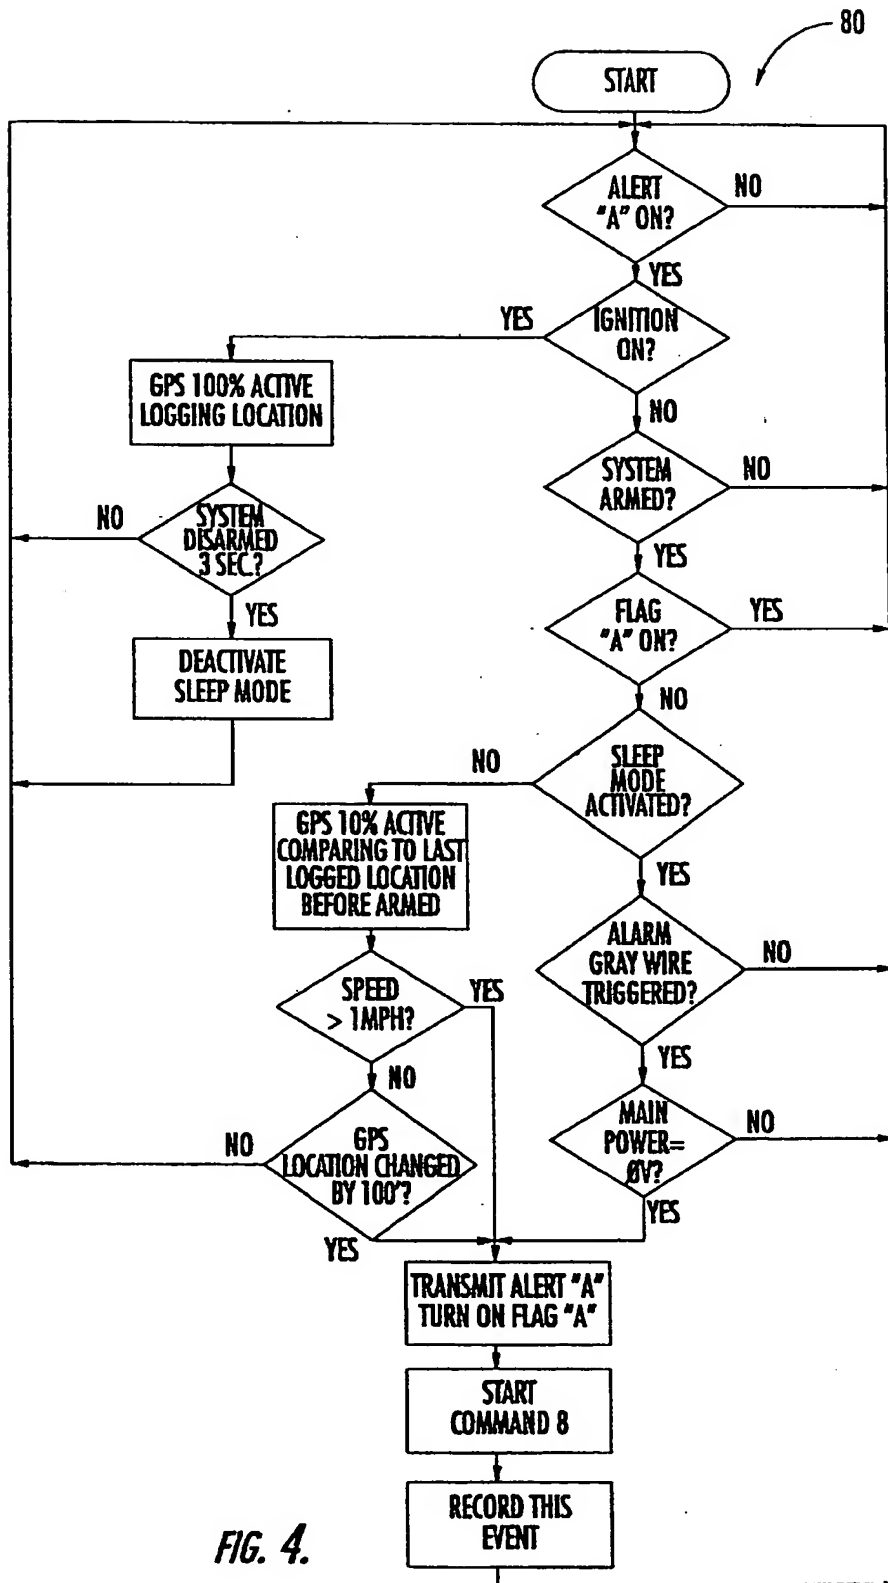 80
START
ALERT
"A" ON?
NO
YES
IGNITION
ON?
YES
NO
GPS 100% ACTIVE
LOGGING LOCATION
SYSTEM
ARMED?
NO
YES
SYSTEM
DISARMED
3 SEC.?
NO
YES
FLAG
"A" ON?
YES
NO
DEACTIVATE
SLEEP MODE
SLEEP
MODE
ACTIVATED?
NO
YES
GPS 10% ACTIVE
COMPARING TO LAST
LOGGED LOCATION
BEFORE ARMED
ALARM
GRAY WIRE
TRIGGERED?
NO
YES
SPEED
> 1MPH?
YES
NO
MAIN
POWER=
0V?
NO
YES
GPS
LOCATION CHANGED
BY 100'?
NO
YES
TRANSMIT ALERT "A"
TURN ON FLAG "A"
START
COMMAND 8
RECORD THIS
EVENT
FIG. 4.